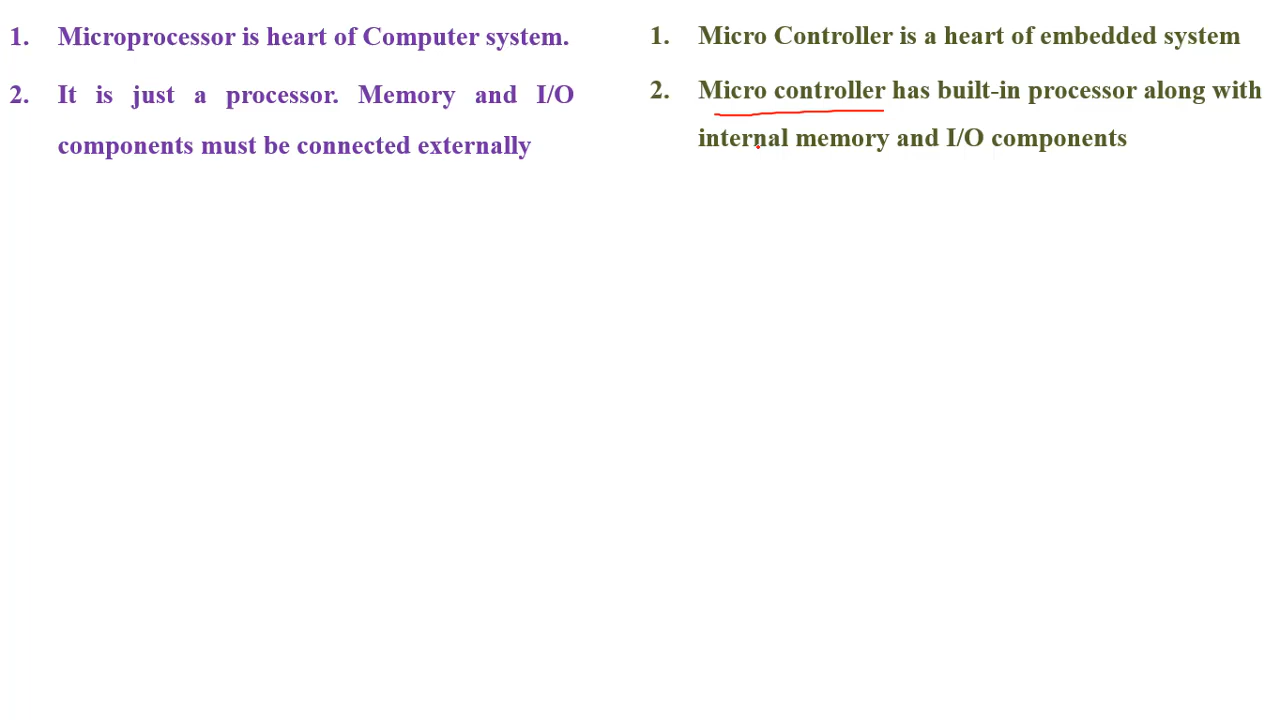 1. Microprocessor is heart of Computer system.
2. It is just a processor. Memory and I/O
components must be connected externally
1. Micro Controller is a heart of embedded system
2. Micro controller has built-in processor along with
internal memory and I/O components